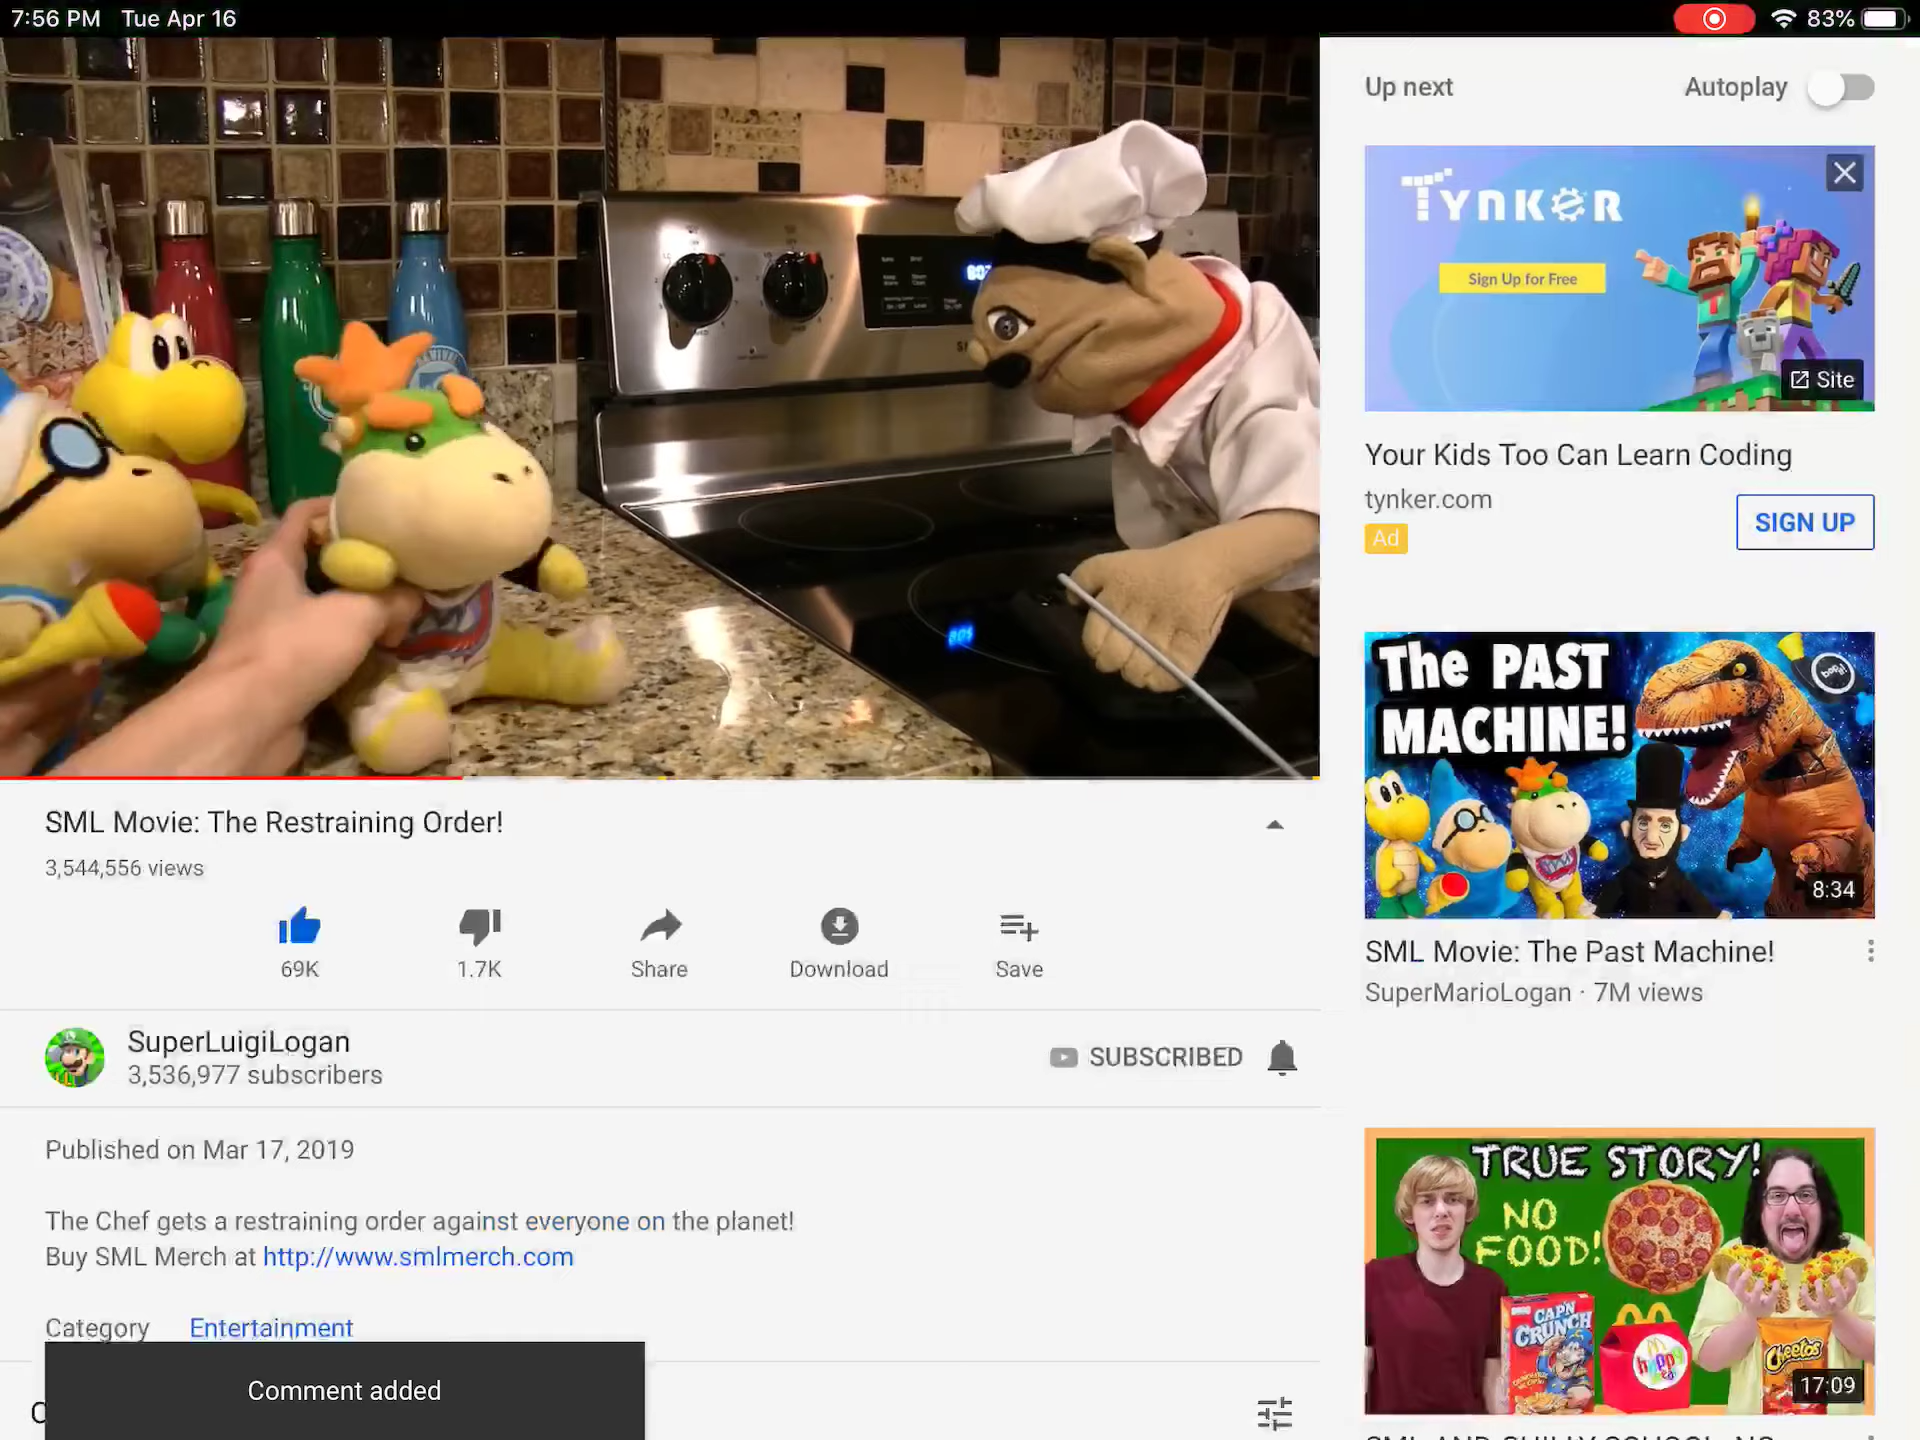 7:56 PM Tue Apr 16
83%
Up next
Autoplay
TYNKER
Sign Up for Free
Site
Your Kids Too Can Learn Coding
tynker.com
Ad
SIGN UP
The PAST
MACHINE!
bop it!
8:34
SML Movie: The Past Machine!
SuperMarioLogan · 7M views
SML Movie: The Restraining Order!
3,544,556 views
69K
1.7K
Share
Download
Save
SuperLuigiLogan
3,536,977 subscribers
SUBSCRIBED
Published on Mar 17, 2019
The Chef gets a restraining order against everyone on the planet!
Buy SML Merch at http://www.smlmerch.com
Category Entertainment
Comment added
TRUE STORY!
NO
FOOD!
CAP'N
CRUNCH
Cheetos
17:09